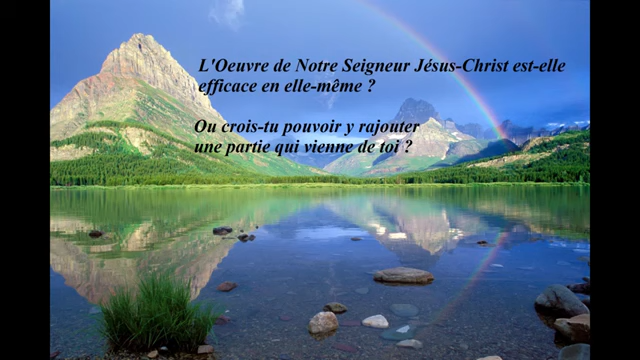 L'Oeuvre de Notre Seigneur Jésus-Christ est-elle
efficace en elle-même ?
Ou crois-tu pouvoir y rajouter
une partie qui vienne de toi ?